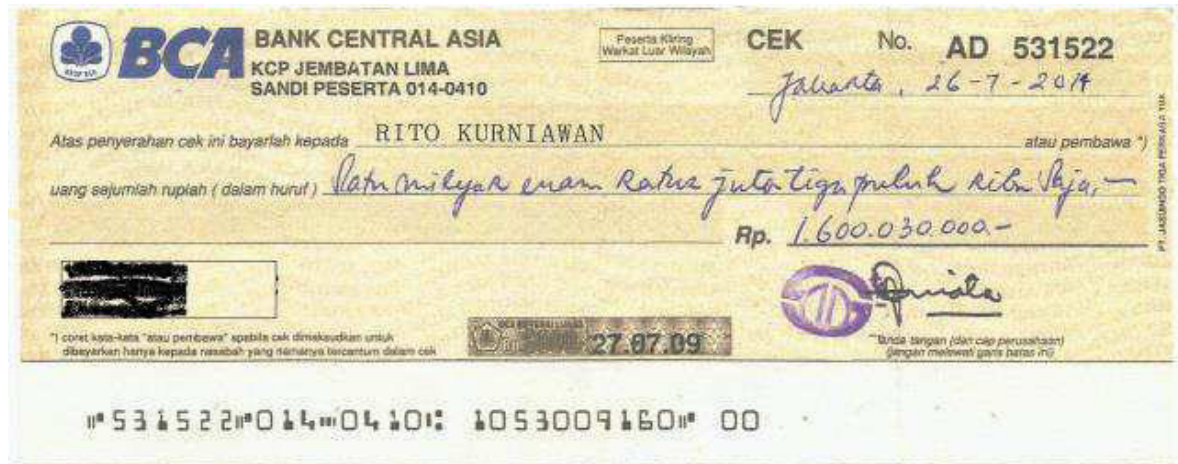 BCA BANK CENTRAL ASIA
KCP JEMBATAN LIMA
SANDI PESERTA 014-0410
Peserta Kliring
Warkat Luar Wilayah
CEK No. AD 531522
Jakarta, 26-7-2014
Atas penyerahan cek ini bayarlah kepada RITO KURNIAWAN atau pembawa *)
uang sejumlah rupiah ( dalam huruf ) Satu milyar enam Ratus juta tiga puluh ribu Saja,-
Rp. 1.600.030.000.-
*) coret kata-kata "atau pembawa" apabila cek dimaksudkan untuk
dibayarkan hanya kepada nasabah yang namanya tercantum dalam cek
27.07.09
Tanda tangan (dan cap perusahaan)
(jangan melewati garis batas ini)
531522 014 0410 1053009160 00